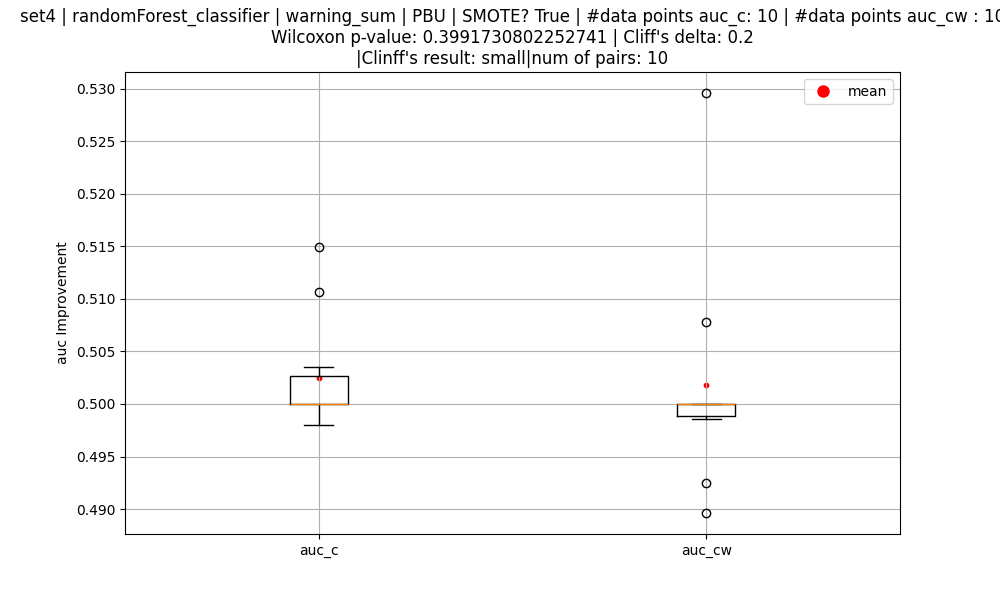 set4 | randomForest_classifier | warning_sum | PBU | SMOTE? True | #data points auc_c: 10 | #data points auc_cw : 10
Wilcoxon p-value: 0.3991730802252741 | Cliff's delta: 0.2
|Clinff's result: small|num of pairs: 10
mean
0.530
0.525
0.520
0.515
0.510
0.505
0.500
0.495
0.490
auc Improvement
auc_c
auc_cw